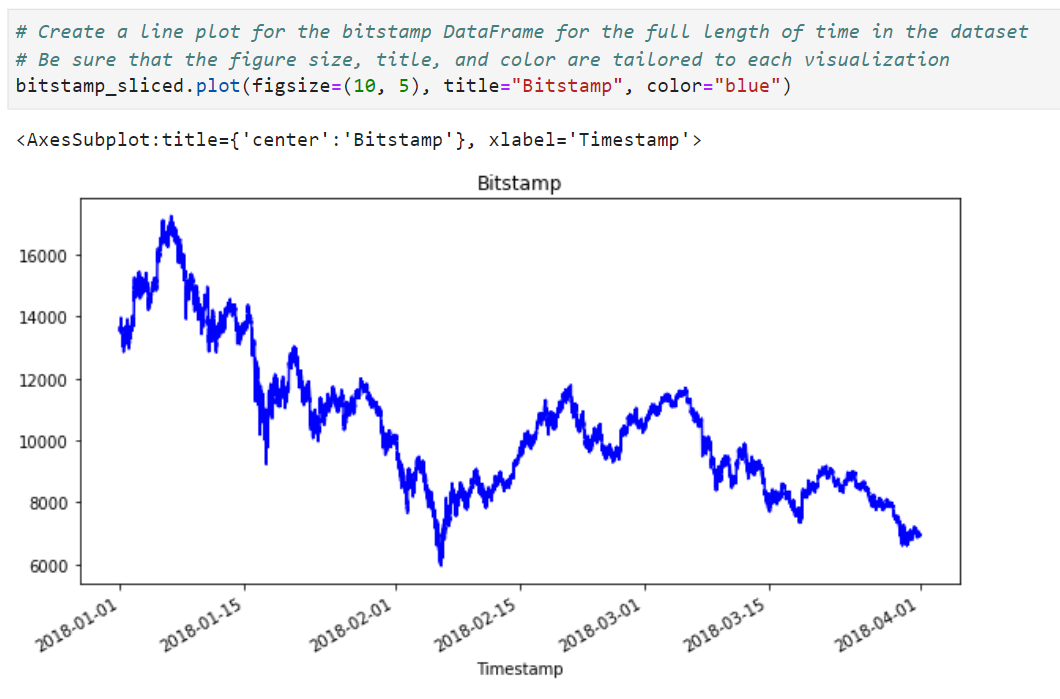 # Create a line plot for the bitstamp DataFrame for the full length of time in the dataset
# Be sure that the figure size, title, and color are tailored to each visualization
bitstamp_sliced.plot(figsize=(10, 5), title="Bitstamp", color="blue")
<AxesSubplot:title={'center':'Bitstamp'}, xlabel='Timestamp'>
Bitstamp
16000
14000
12000
10000
8000
6000
2018-01-01
2018-01-15
2018-02-01
2018-02-15
2018-03-01
2018-03-15
2018-04-01
Timestamp